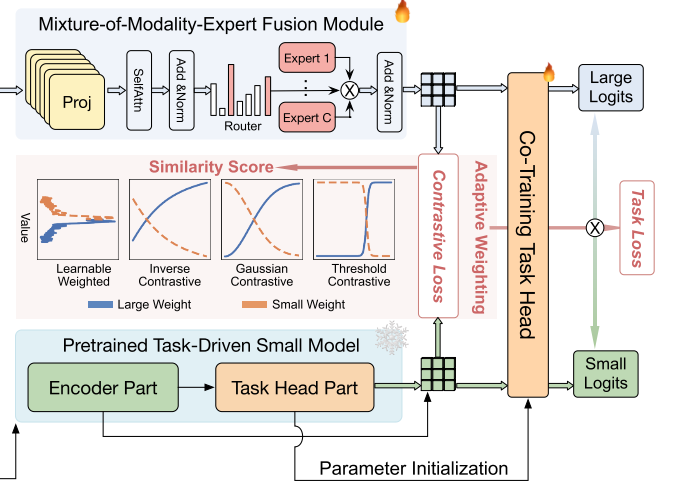 Mixture-of-Modality-Expert Fusion Module
Proj
SelfAttn
Add &Norm
Router
Expert 1
Expert C
Add &Norm
Large
Logits
Similarity Score
Value
Learnable
Weighted
Inverse
Contrastive
Gaussian
Contrastive
Threshold
Contrastive
Large Weight
Small Weight
Contrastive Loss
Adaptive Weighting
Co-Training Task Head
Task Loss
Pretrained Task-Driven Small Model
Encoder Part
Task Head Part
Small
Logits
Parameter Initialization